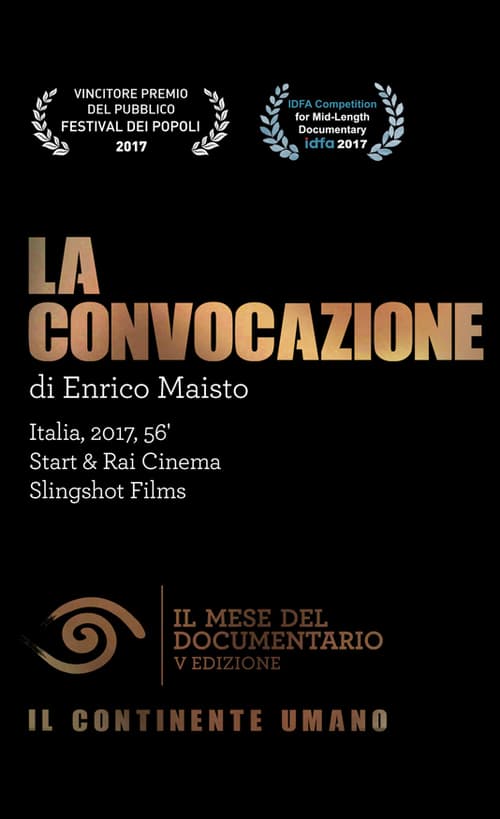 VINCITORE PREMIO
DEL PUBBLICO
FESTIVAL DEI POPOLI
2017
IDFA Competition
for Mid-Length
Documentary
idfa 2017
LA
CONVOCAZIONE
di Enrico Maisto
Italia, 2017, 56'
Start & Rai Cinema
Slingshot Films
IL MESE DEL
DOCUMENTARIO
V EDIZIONE
IL CONTINENTE UMANO